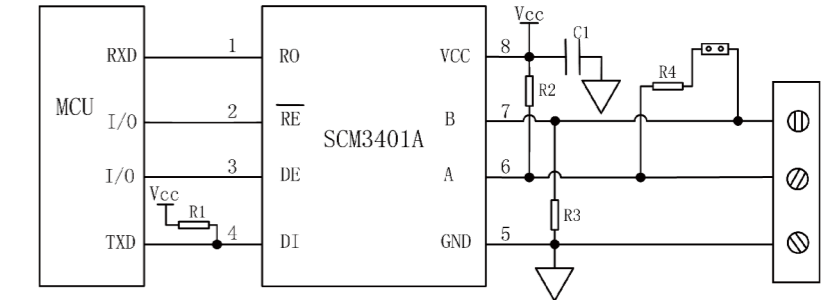 Vcc
RXD 1 RO VCC 8 C1
R4
R2
MCU I/O 2 RE B 7
SCM3401A
I/O 3 DE A 6
Vcc
R1 R3
TXD 4 DI GND 5